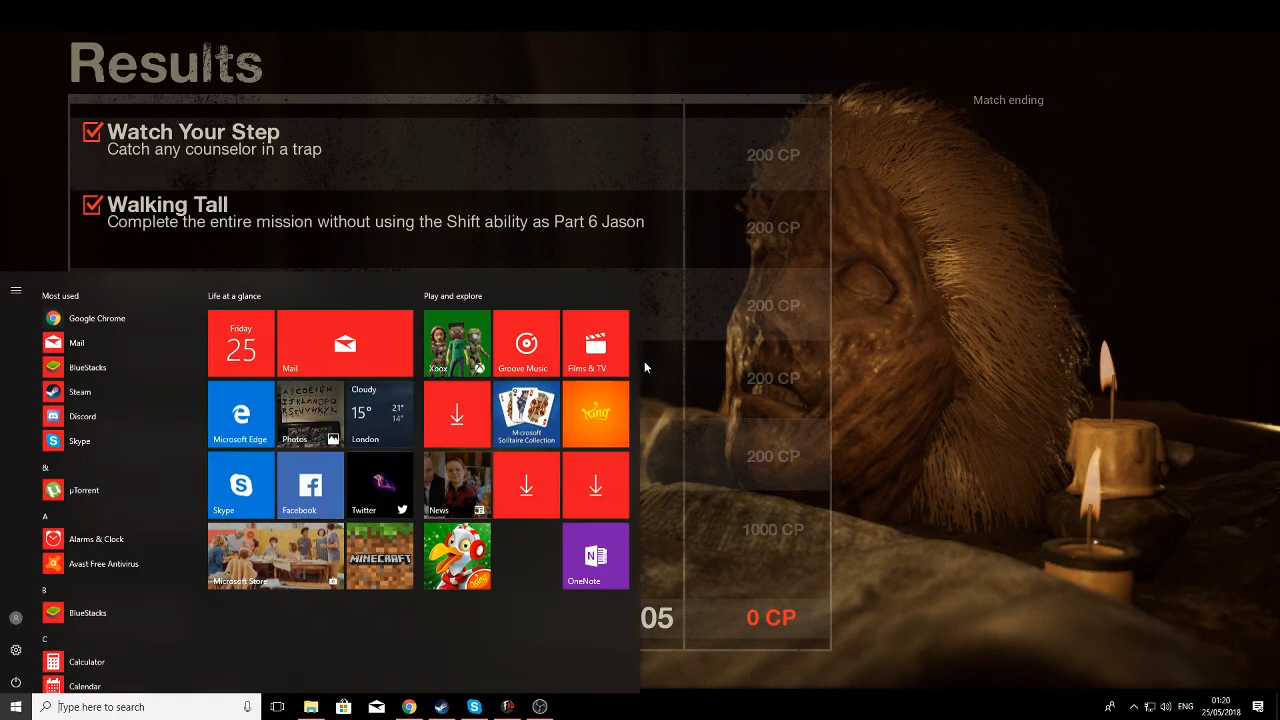 Results
Match ending
Watch Your Step
Catch any counselor in a trap
200 CP
Walking Tall
Complete the entire mission without using the Shift ability as Part 6 Jason
200 CP
200 CP
200 CP
200 CP
1000 CP
05
0 CP
Most used
Google Chrome
Mail
BlueStacks
Steam
Discord
Skype
&
µTorrent
A
Alarms & Clock
Avast Free Antivirus
B
BlueStacks
C
Calculator
Calendar
Life at a glance
Friday
25
Mail
Microsoft Edge
Photos
Cloudy
15° 21°
14°
London
Skype
Facebook
Twitter
Microsoft Store
MINECRAFT
Play and explore
Xbox
Groove Music
Films & TV
Microsoft
Solitaire Collection
King
News
King
N
OneNote
Type here to search
ENG
01:20
25/05/2018